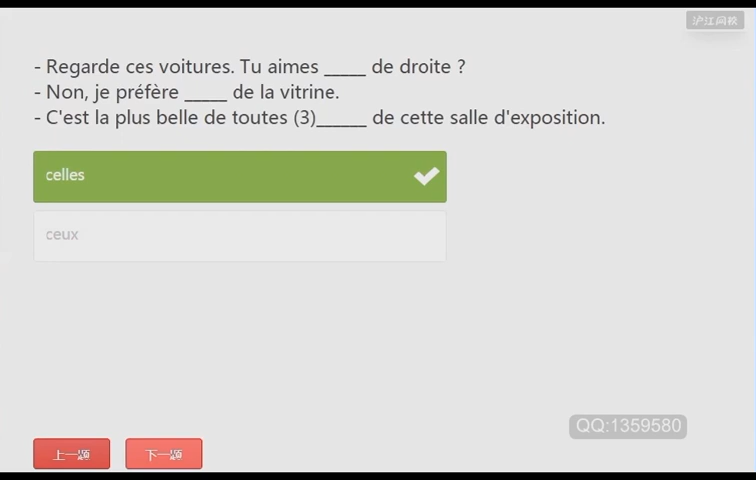 沪江网校
- Regarde ces voitures. Tu aimes _____ de droite ?
- Non, je préfère _____ de la vitrine.
- C'est la plus belle de toutes (3)______ de cette salle d'exposition.
celles
ceux
QQ:1359580
上一题
下一题